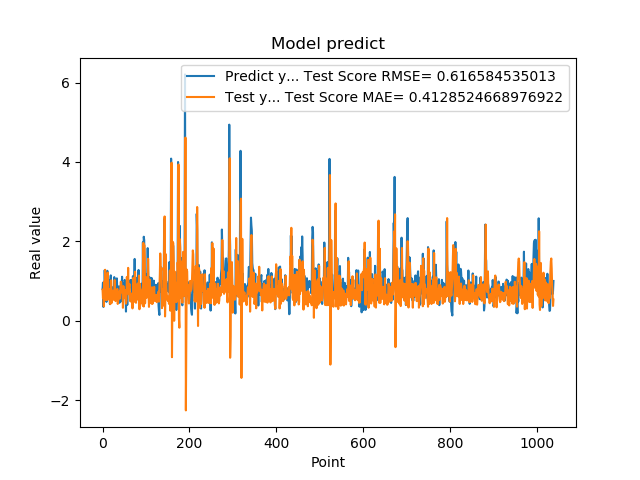 Model predict
Predict y... Test Score RMSE= 0.616584535013
Test y... Test Score MAE= 0.4128524668976922
Real value
6
4
2
0
−2
0 200 400 600 800 1000
Point